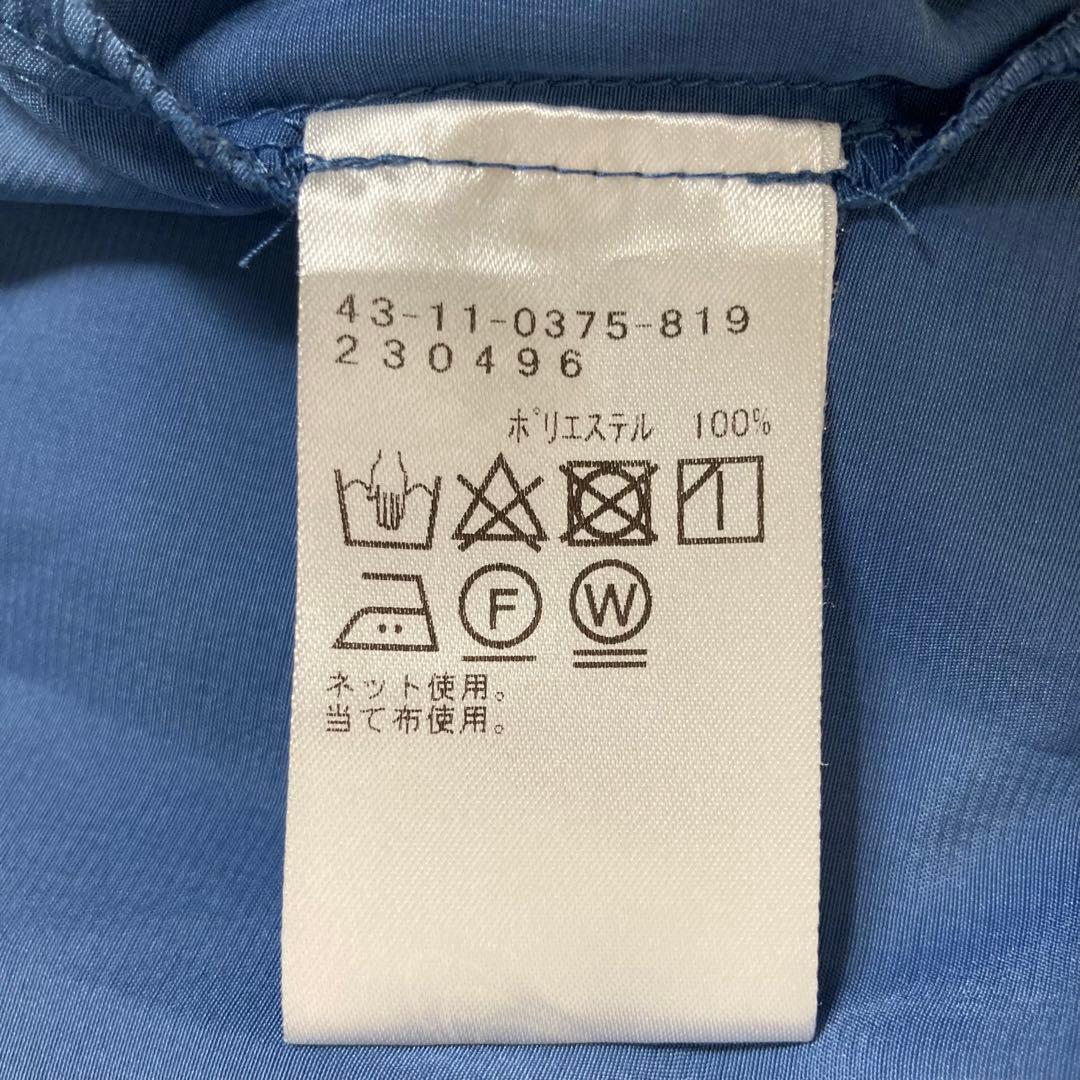 43-11-0375-819
230496
ポリエステル 100%
F W
ネット使用。
当て布使用。